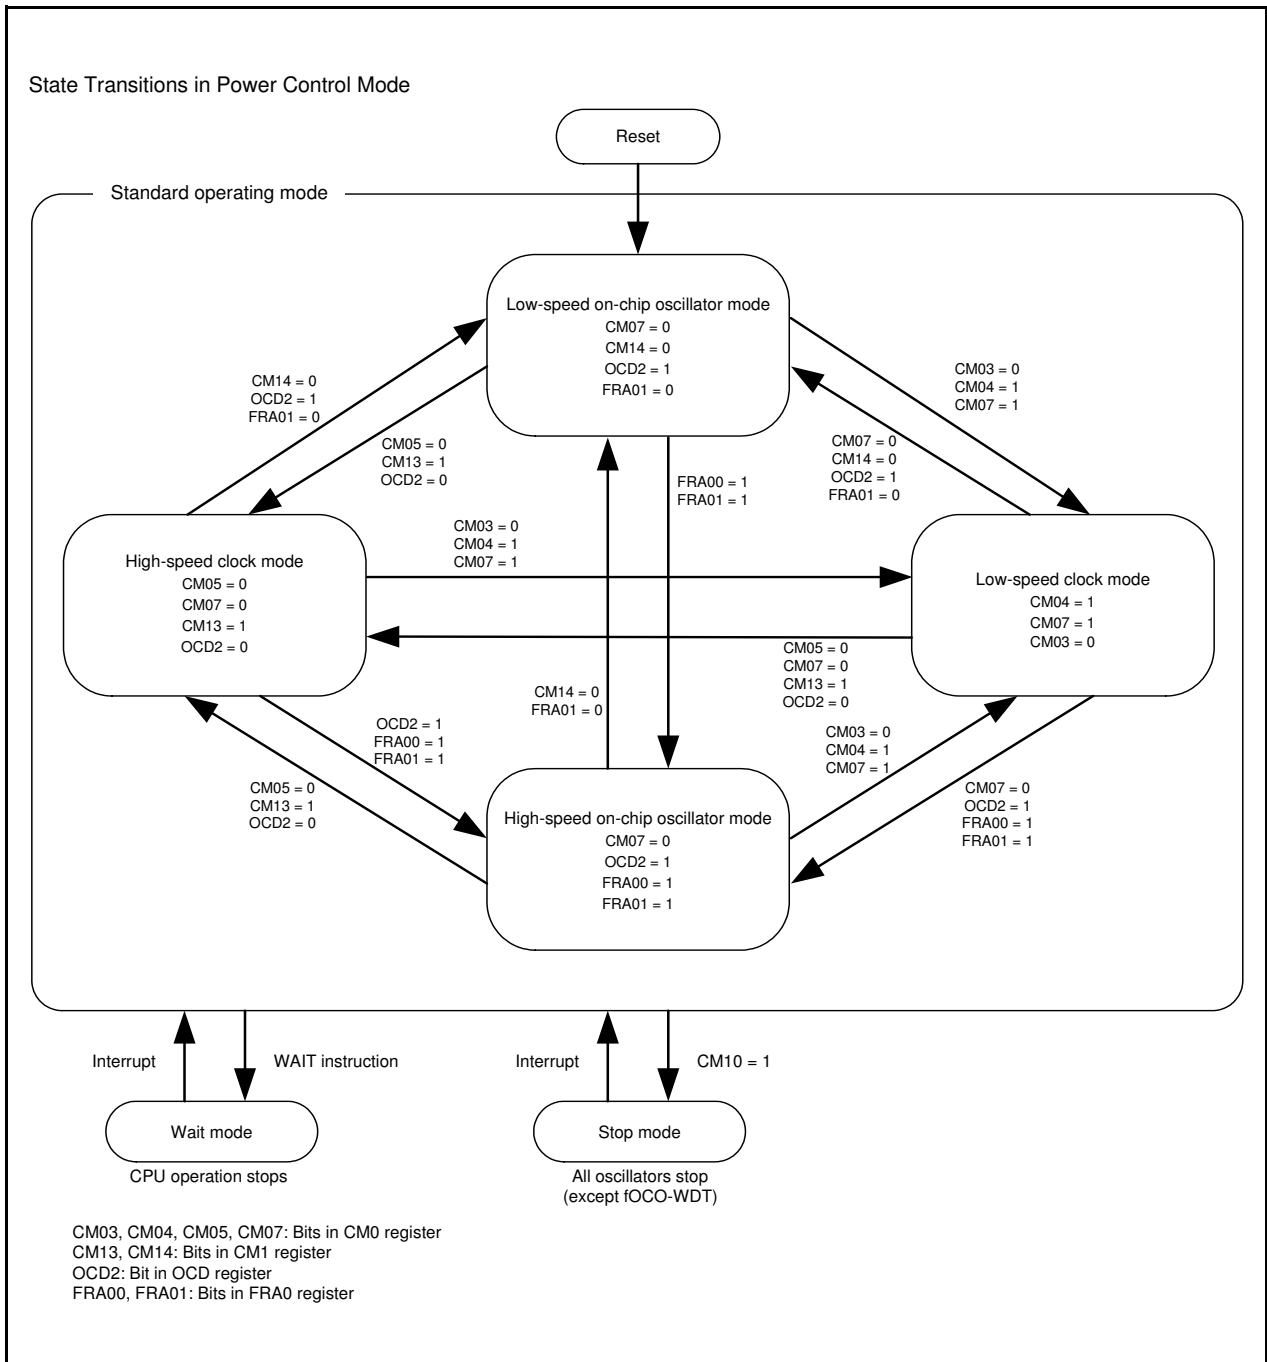 State Transitions in Power Control Mode
Reset
Standard operating mode
Low-speed on-chip oscillator mode
CM07 = 0
CM14 = 0
OCD2 = 1
FRA01 = 0
CM14 = 0
OCD2 = 1
FRA01 = 0
CM05 = 0
CM13 = 1
OCD2 = 0
CM03 = 0
CM04 = 1
CM07 = 1
CM07 = 0
CM14 = 0
OCD2 = 1
FRA01 = 0
FRA00 = 1
FRA01 = 1
CM03 = 0
CM04 = 1
CM07 = 1
High-speed clock mode
CM05 = 0
CM07 = 0
CM13 = 1
OCD2 = 0
Low-speed clock mode
CM04 = 1
CM07 = 1
CM03 = 0
CM05 = 0
CM07 = 0
CM13 = 1
OCD2 = 0
CM14 = 0
FRA01 = 0
OCD2 = 1
FRA00 = 1
FRA01 = 1
CM03 = 0
CM04 = 1
CM07 = 1
CM05 = 0
CM13 = 1
OCD2 = 0
CM07 = 0
OCD2 = 1
FRA00 = 1
FRA01 = 1
High-speed on-chip oscillator mode
CM07 = 0
OCD2 = 1
FRA00 = 1
FRA01 = 1
Interrupt
WAIT instruction
Interrupt
CM10 = 1
Wait mode
Stop mode
CPU operation stops
All oscillators stop
(except fOCO-WDT)
CM03, CM04, CM05, CM07: Bits in CM0 register
CM13, CM14: Bits in CM1 register
OCD2: Bit in OCD register
FRA00, FRA01: Bits in FRA0 register